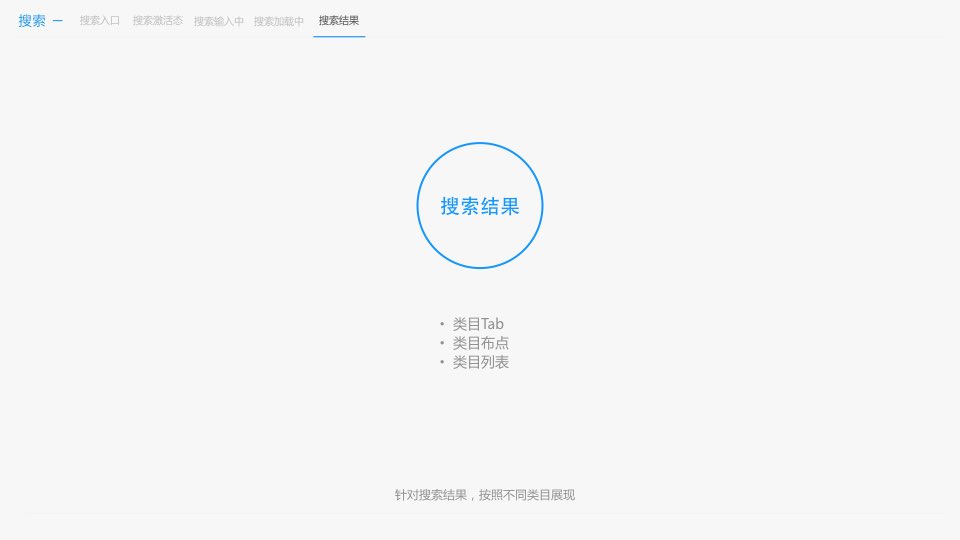 搜索 一 搜索入口 搜索激活态 搜索输入中 搜索加载中 搜索结果
搜索结果
• 类目Tab
• 类目布点
• 类目列表
针对搜索结果，按照不同类目展现